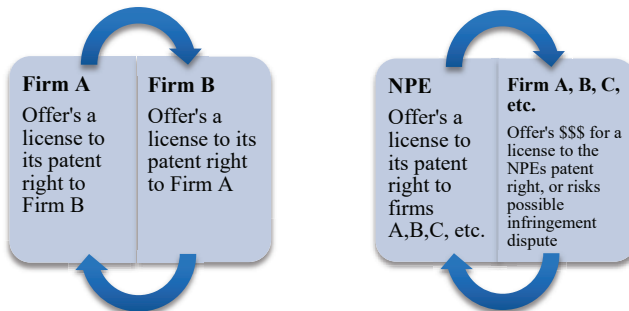 Firm A
Offer's a
license to
its patent
right to
Firm B
Firm B
Offer's a
license to its
patent right
to Firm A
NPE
Offer's a
license to
its patent
right to
firms
A,B,C, etc.
Firm A, B, C,
etc.
Offer's $$$ for a
license to the
NPEs patent
right, or risks
possible
infringement
dispute